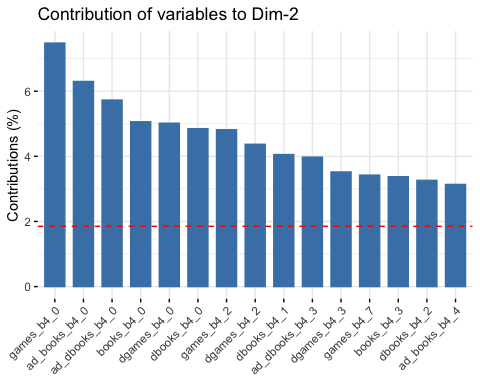 Contribution of variables to Dim-2
Contributions (%)
6
4
2
0
games_b4_0
ad_books_b4_0
ad_dbooks_b4_0
books_b4_0
dgames_b4_0
dbooks_b4_0
games_b4_2
dgames_b4_2
dbooks_b4_1
ad_dbooks_b4_3
dgames_b4_3
games_b4_7
books_b4_3
dbooks_b4_2
ad_books_b4_4